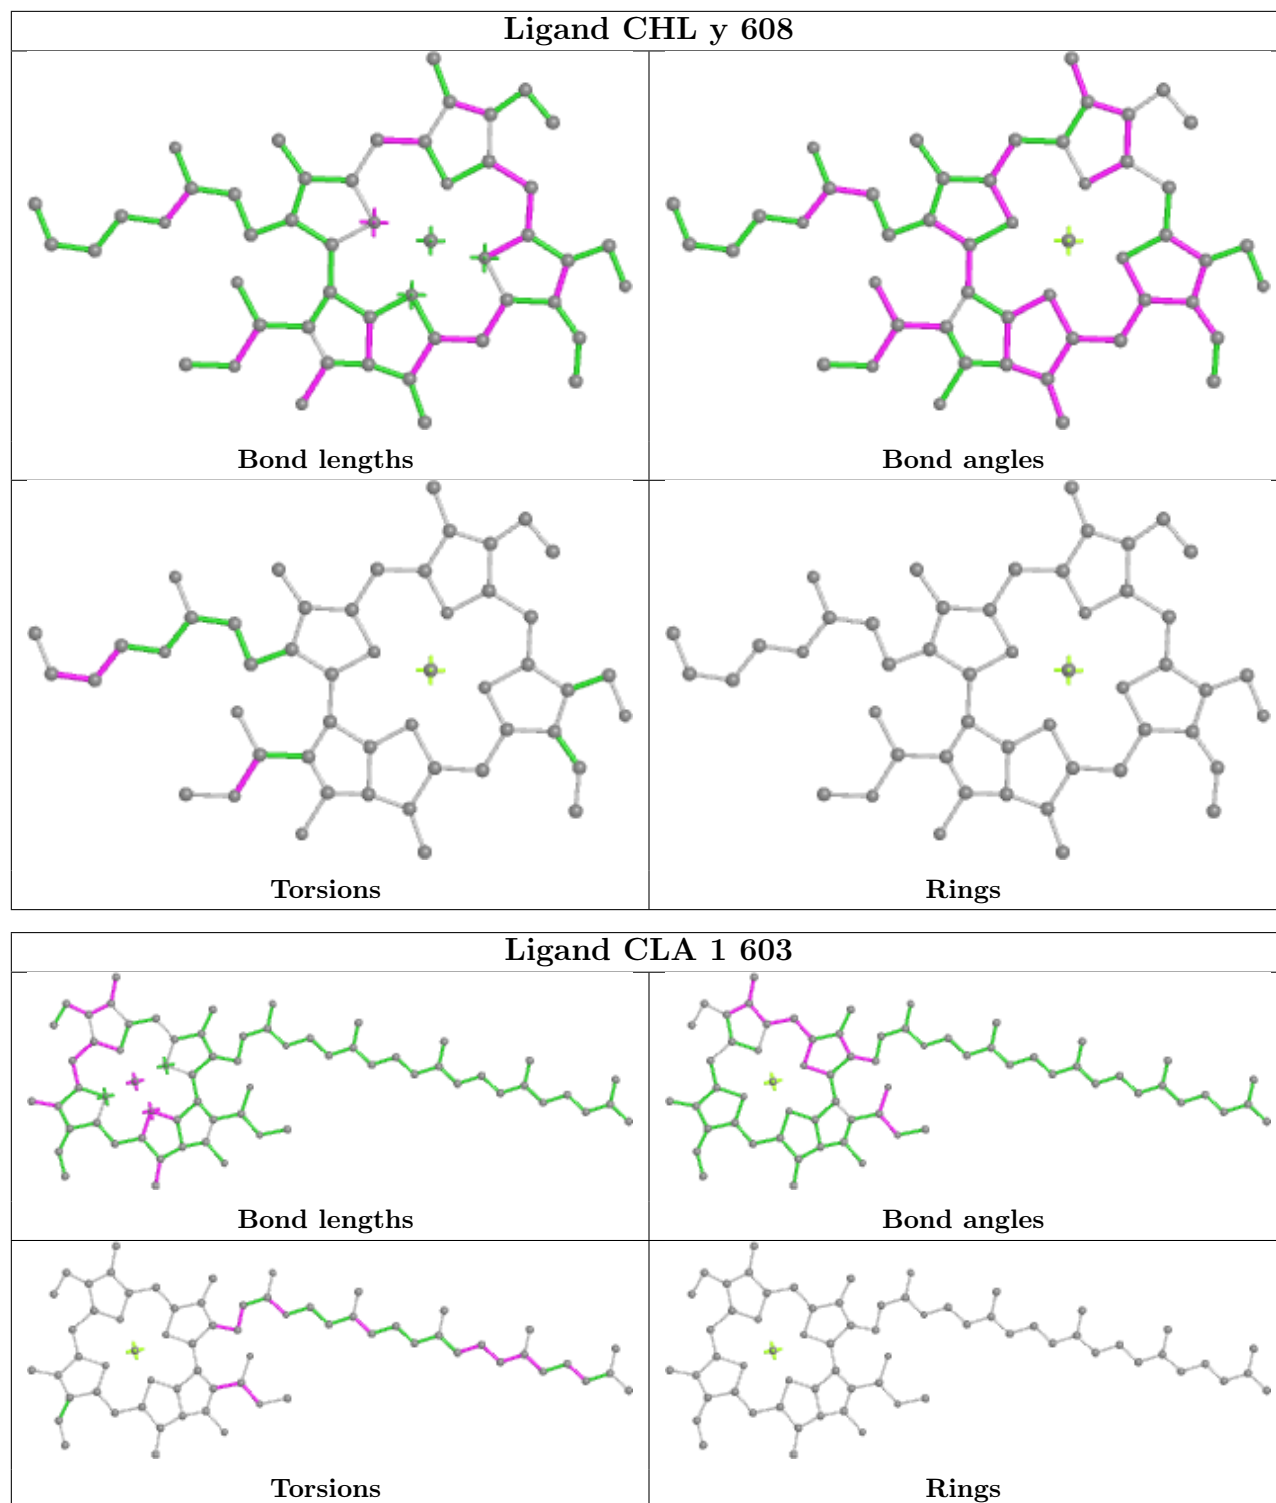 Ligand CHL y 608
Bond lengths
Bond angles
Torsions
Rings
Ligand CLA 1 603
Bond lengths
Bond angles
Torsions
Rings